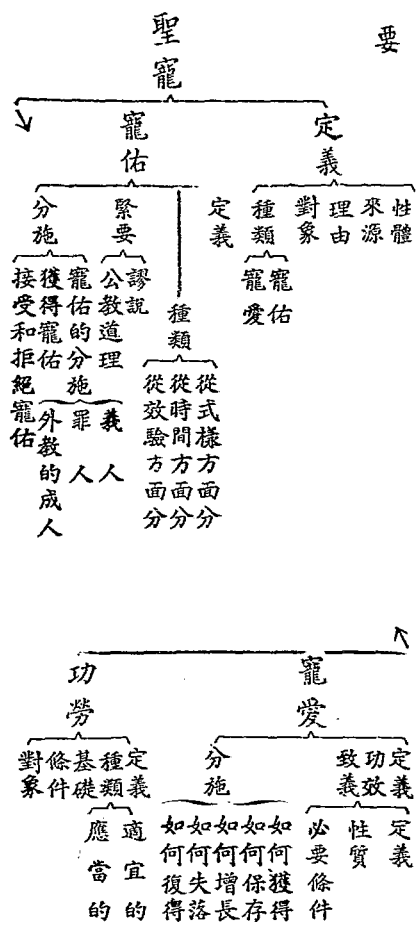 要
聖寵
定義
性體
來源
理由
對象
種類
寵佑
寵愛
寵佑
定義
種類
從式樣方面分
從時間方面分
從效驗方面分
緊要
謬說
公教道理
分施
寵佑的分施
義人
罪人
外教的成人
獲得寵佑
接受和拒絕寵佑
寵愛
定義
功效
致義
定義
性質
必要條件
分施
如何獲得
如何保存
如何增長
如何失落
如何復得
功勞
定義
種類
適宜的
應當的
基礎
條件
對象